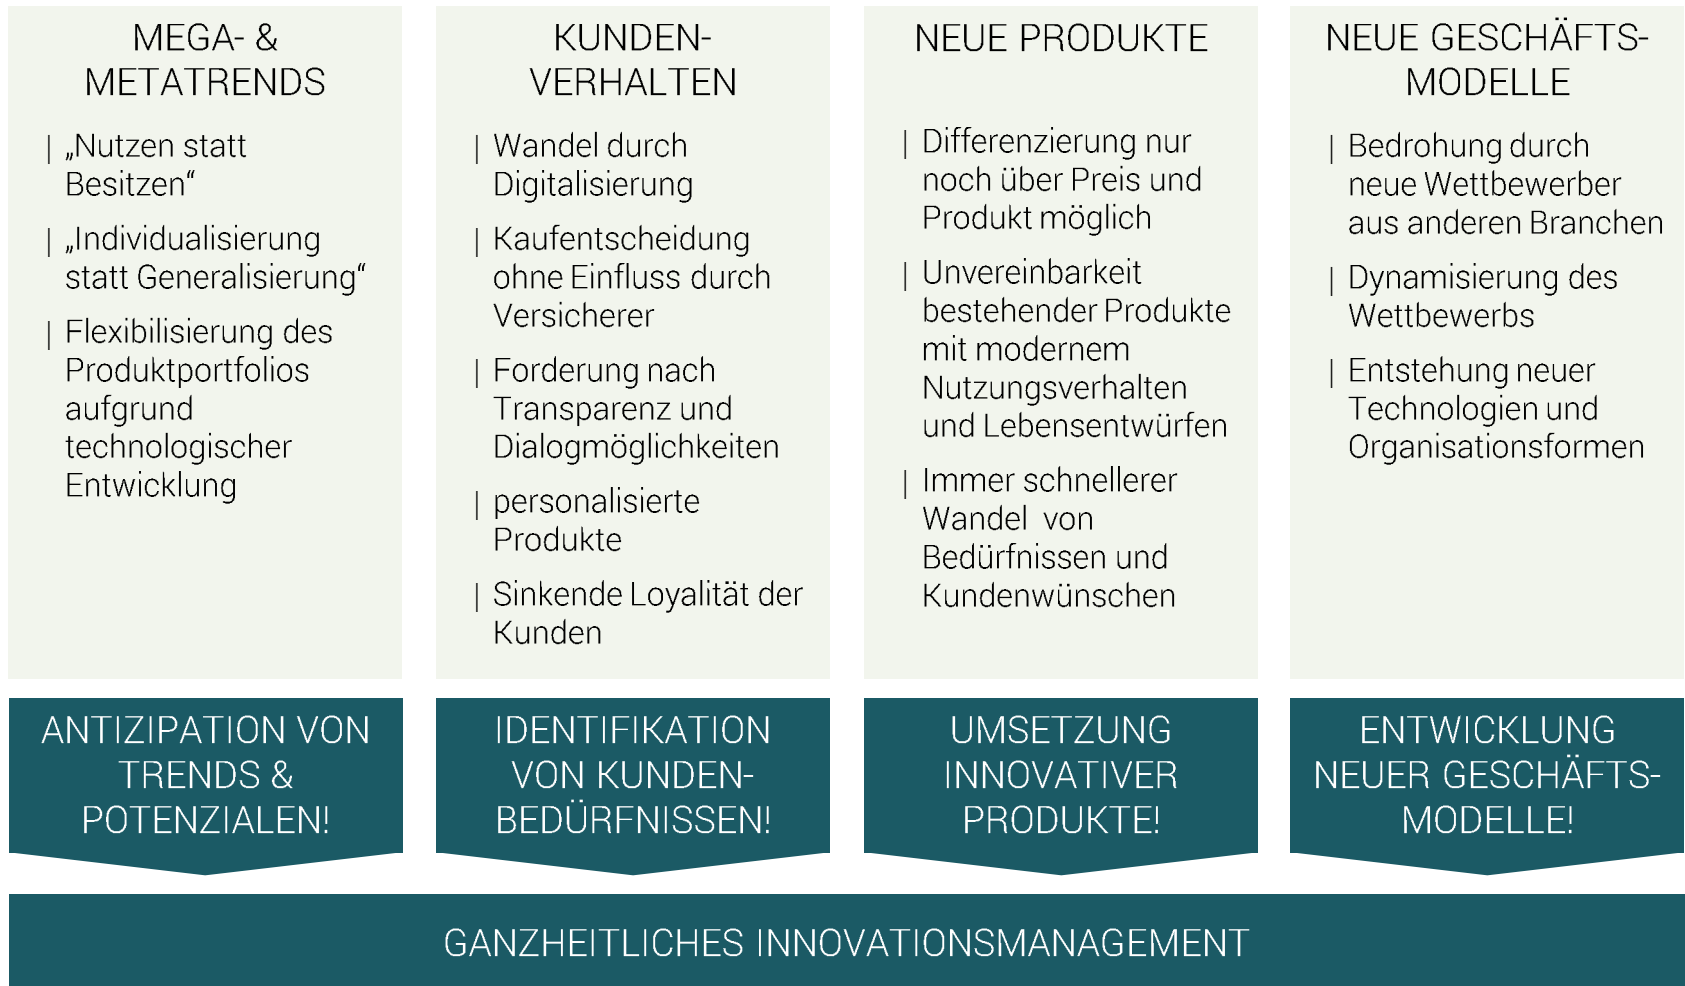 MEGA- &
METATRENDS
| „Nutzen statt
Besitzen“
| „Individualisierung
statt Generalisierung“
| Flexibilisierung des
Produktportfolios
aufgrund
technologischer
Entwicklung
ANTIZIPATION VON
TRENDS &
POTENZIALEN!
KUNDEN-
VERHALTEN
| Wandel durch
Digitalisierung
| Kaufentscheidung
ohne Einfluss durch
Versicherer
| Forderung nach
Transparenz und
Dialogmöglichkeiten
| personalisierte
Produkte
| Sinkende Loyalität der
Kunden
IDENTIFIKATION
VON KUNDEN-
BEDÜRFNISSEN!
NEUE PRODUKTE
| Differenzierung nur
noch über Preis und
Produkt möglich
| Unvereinbarkeit
bestehender Produkte
mit modernem
Nutzungsverhalten
und Lebensentwürfen
| Immer schnellerer
Wandel von
Bedürfnissen und
Kundenwünschen
UMSETZUNG
INNOVATIVER
PRODUKTE!
NEUE GESCHÄFTS-
MODELLE
| Bedrohung durch
neue Wettbewerber
aus anderen Branchen
| Dynamisierung des
Wettbewerbs
| Entstehung neuer
Technologien und
Organisationsformen
ENTWICKLUNG
NEUER GESCHÄFTS-
MODELLE!
GANZHEITLICHES INNOVATIONSMANAGEMENT